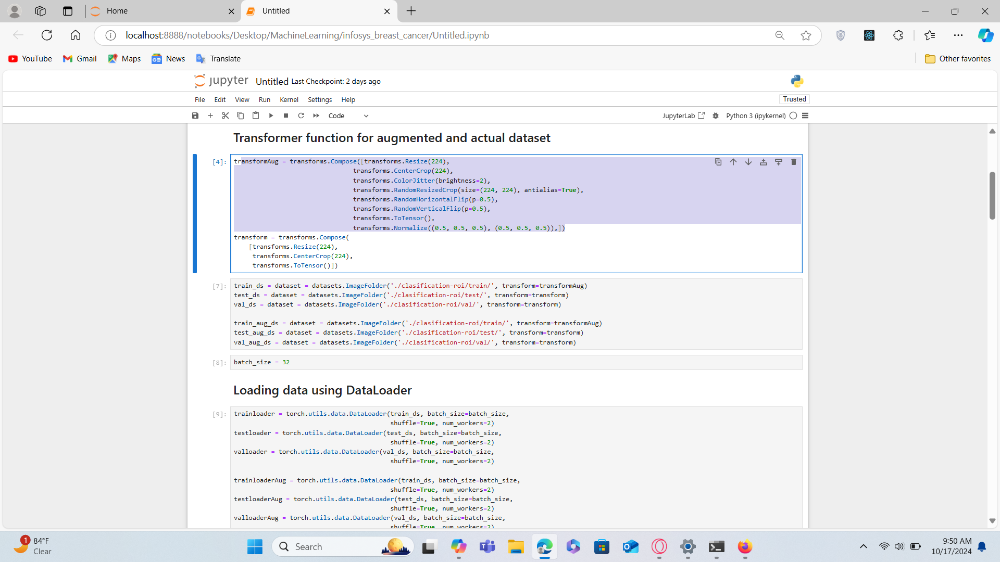 Home
Untitled
localhost:8888/notebooks/Desktop/MachineLearning/infosys_breast_cancer/Untitled.ipynb
YouTube
Gmail
Maps
News
Translate
Other favorites
jupyter Untitled Last Checkpoint: 2 days ago
File Edit View Run Kernel Settings Help
Trusted
Code
JupyterLab
Python 3 (ipykernel)
Transformer function for augmented and actual dataset
[4]:
transformAug = transforms.Compose([transforms.Resize(224),
transforms.CenterCrop(224),
transforms.ColorJitter(brightness=2),
transforms.RandomResizedCrop(size=(224, 224), antialias=True),
transforms.RandomHorizontalFlip(p=0.5),
transforms.RandomVerticalFlip(p=0.5),
transforms.ToTensor(),
transforms.Normalize((0.5, 0.5, 0.5), (0.5, 0.5, 0.5)),])
transform = transforms.Compose(
[transforms.Resize(224),
transforms.CenterCrop(224),
transforms.ToTensor()])
[7]:
train_ds = dataset = datasets.ImageFolder('./clasification-roi/train/', transform=transformAug)
test_ds = dataset = datasets.ImageFolder('./clasification-roi/test/', transform=transform)
val_ds = dataset = datasets.ImageFolder('./clasification-roi/val/', transform=transform)
train_aug_ds = dataset = datasets.ImageFolder('./clasification-roi/train/', transform=transformAug)
test_aug_ds = dataset = datasets.ImageFolder('./clasification-roi/test/', transform=transform)
val_aug_ds = dataset = datasets.ImageFolder('./clasification-roi/val/', transform=transform)
[8]:
batch_size = 32
Loading data using DataLoader
[9]:
trainloader = torch.utils.data.DataLoader(train_ds, batch_size=batch_size,
shuffle=True, num_workers=2)
testloader = torch.utils.data.DataLoader(test_ds, batch_size=batch_size,
shuffle=True, num_workers=2)
valloader = torch.utils.data.DataLoader(val_ds, batch_size=batch_size,
shuffle=True, num_workers=2)
trainloaderAug = torch.utils.data.DataLoader(train_ds, batch_size=batch_size,
shuffle=True, num_workers=2)
testloaderAug = torch.utils.data.DataLoader(test_ds, batch_size=batch_size,
shuffle=True, num_workers=2)
valloaderAug = torch.utils.data.DataLoader(val_ds, batch_size=batch_size,
shuffle=True, num_workers=2)
1
84°F
Clear
Search
9:50 AM
10/17/2024